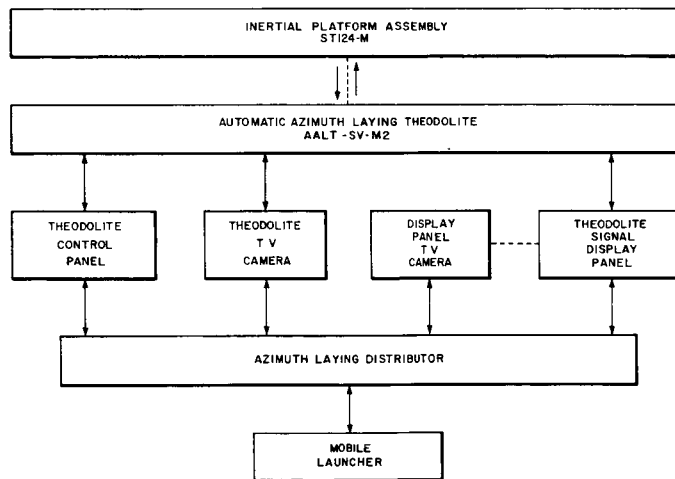 INERTIAL PLATFORM ASSEMBLY
ST124-M
AUTOMATIC AZIMUTH LAYING THEODOLITE
AALT-SV-M2
THEODOLITE
CONTROL
PANEL
THEODOLITE
T V
CAMERA
DISPLAY
PANEL
T V
CAMERA
THEODOLITE
SIGNAL
DISPLAY
PANEL
AZIMUTH LAYING DISTRIBUTOR
MOBILE
LAUNCHER